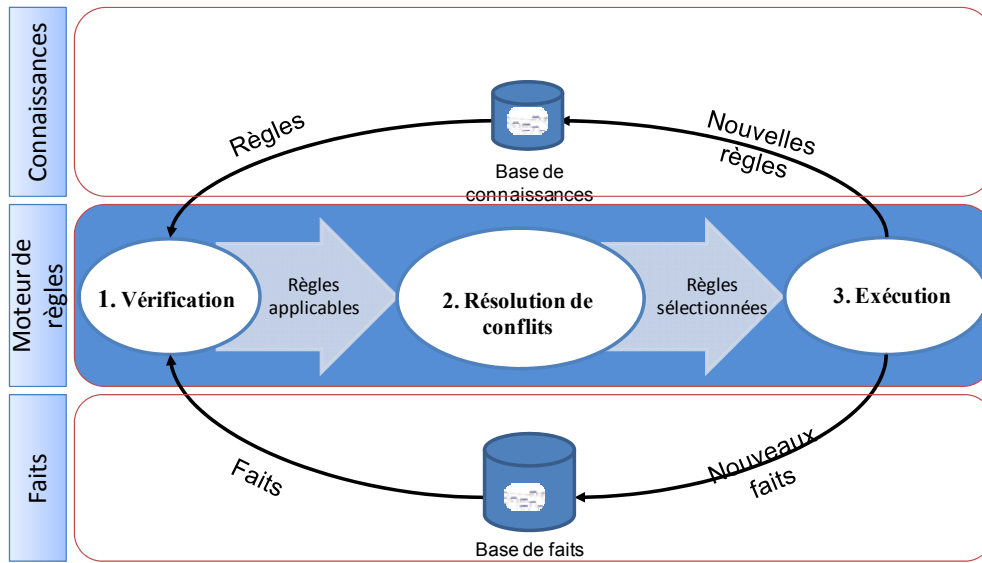 Connaissances
Règles
Nouvelles
règles
Base de
connaissances
Moteur de
règles
1. Vérification
Règles
applicables
2. Résolution de
conflits
Règles
sélectionnées
3. Exécution
Faits
Faits
Nouveaux
faits
Base de faits